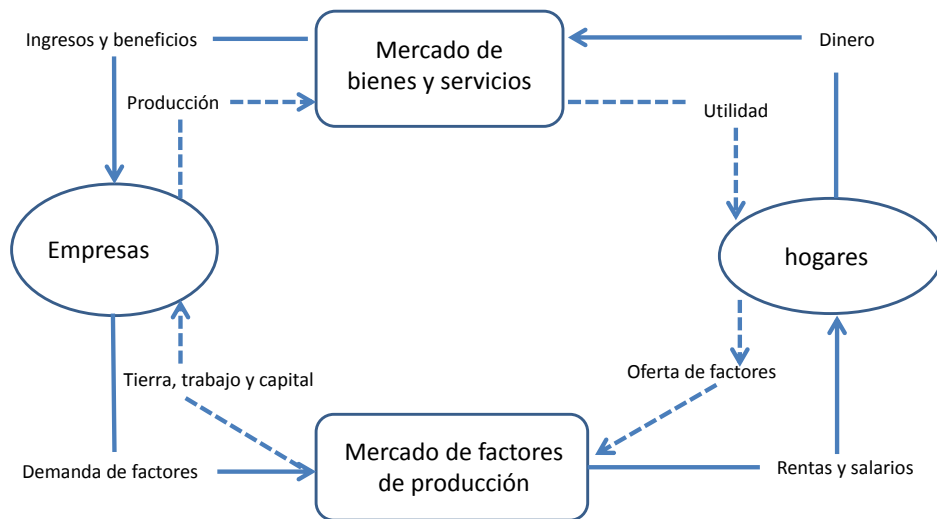 Ingresos y beneficios
Mercado de
bienes y servicios
Dinero
Producción
Utilidad
Empresas
hogares
Tierra, trabajo y capital
Oferta de factores
Mercado de factores
de producción
Demanda de factores
Rentas y salarios